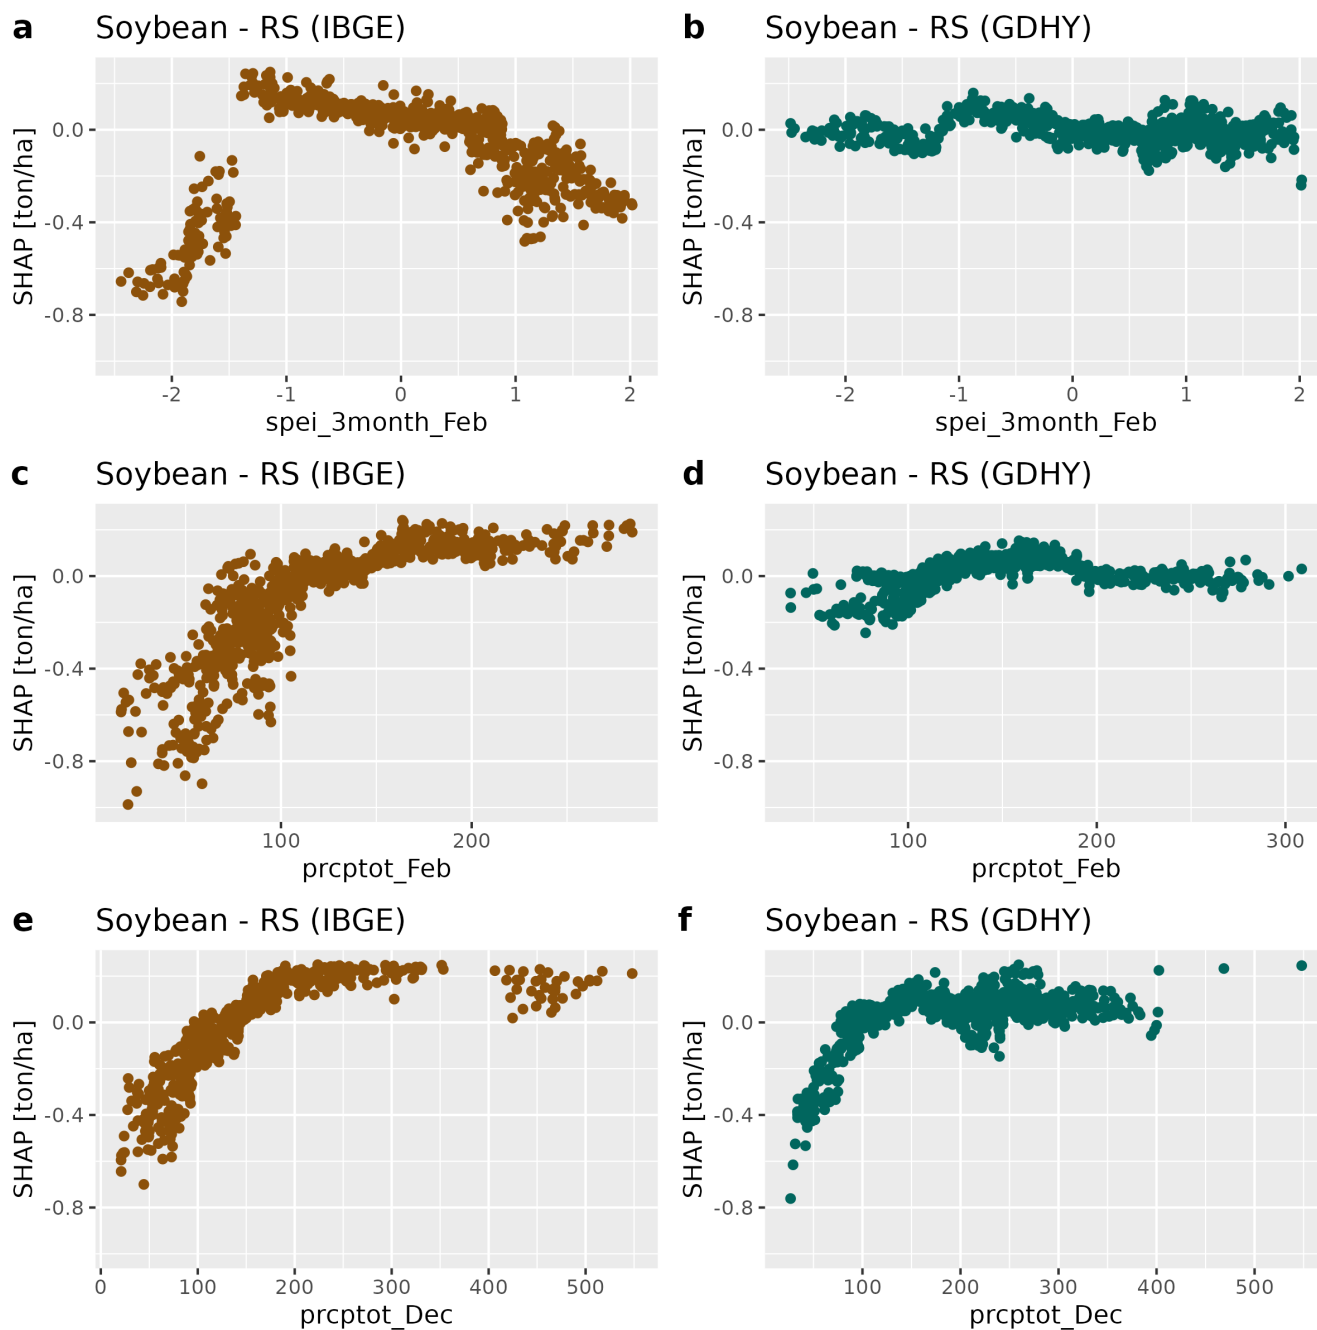 a Soybean - RS (IBGE)
SHAP [ton/ha]
0.0
-0.4
-0.8
-2 -1 0 1 2
spei_3month_Feb
b Soybean - RS (GDHY)
SHAP [ton/ha]
0.0
-0.4
-0.8
-2 -1 0 1 2
spei_3month_Feb
c Soybean - RS (IBGE)
SHAP [ton/ha]
0.0
-0.4
-0.8
100 200
prcptot_Feb
d Soybean - RS (GDHY)
SHAP [ton/ha]
0.0
-0.4
-0.8
100 200 300
prcptot_Feb
e Soybean - RS (IBGE)
SHAP [ton/ha]
0.0
-0.4
-0.8
0 100 200 300 400 500
prcptot_Dec
f Soybean - RS (GDHY)
SHAP [ton/ha]
0.0
-0.4
-0.8
100 200 300 400 500
prcptot_Dec